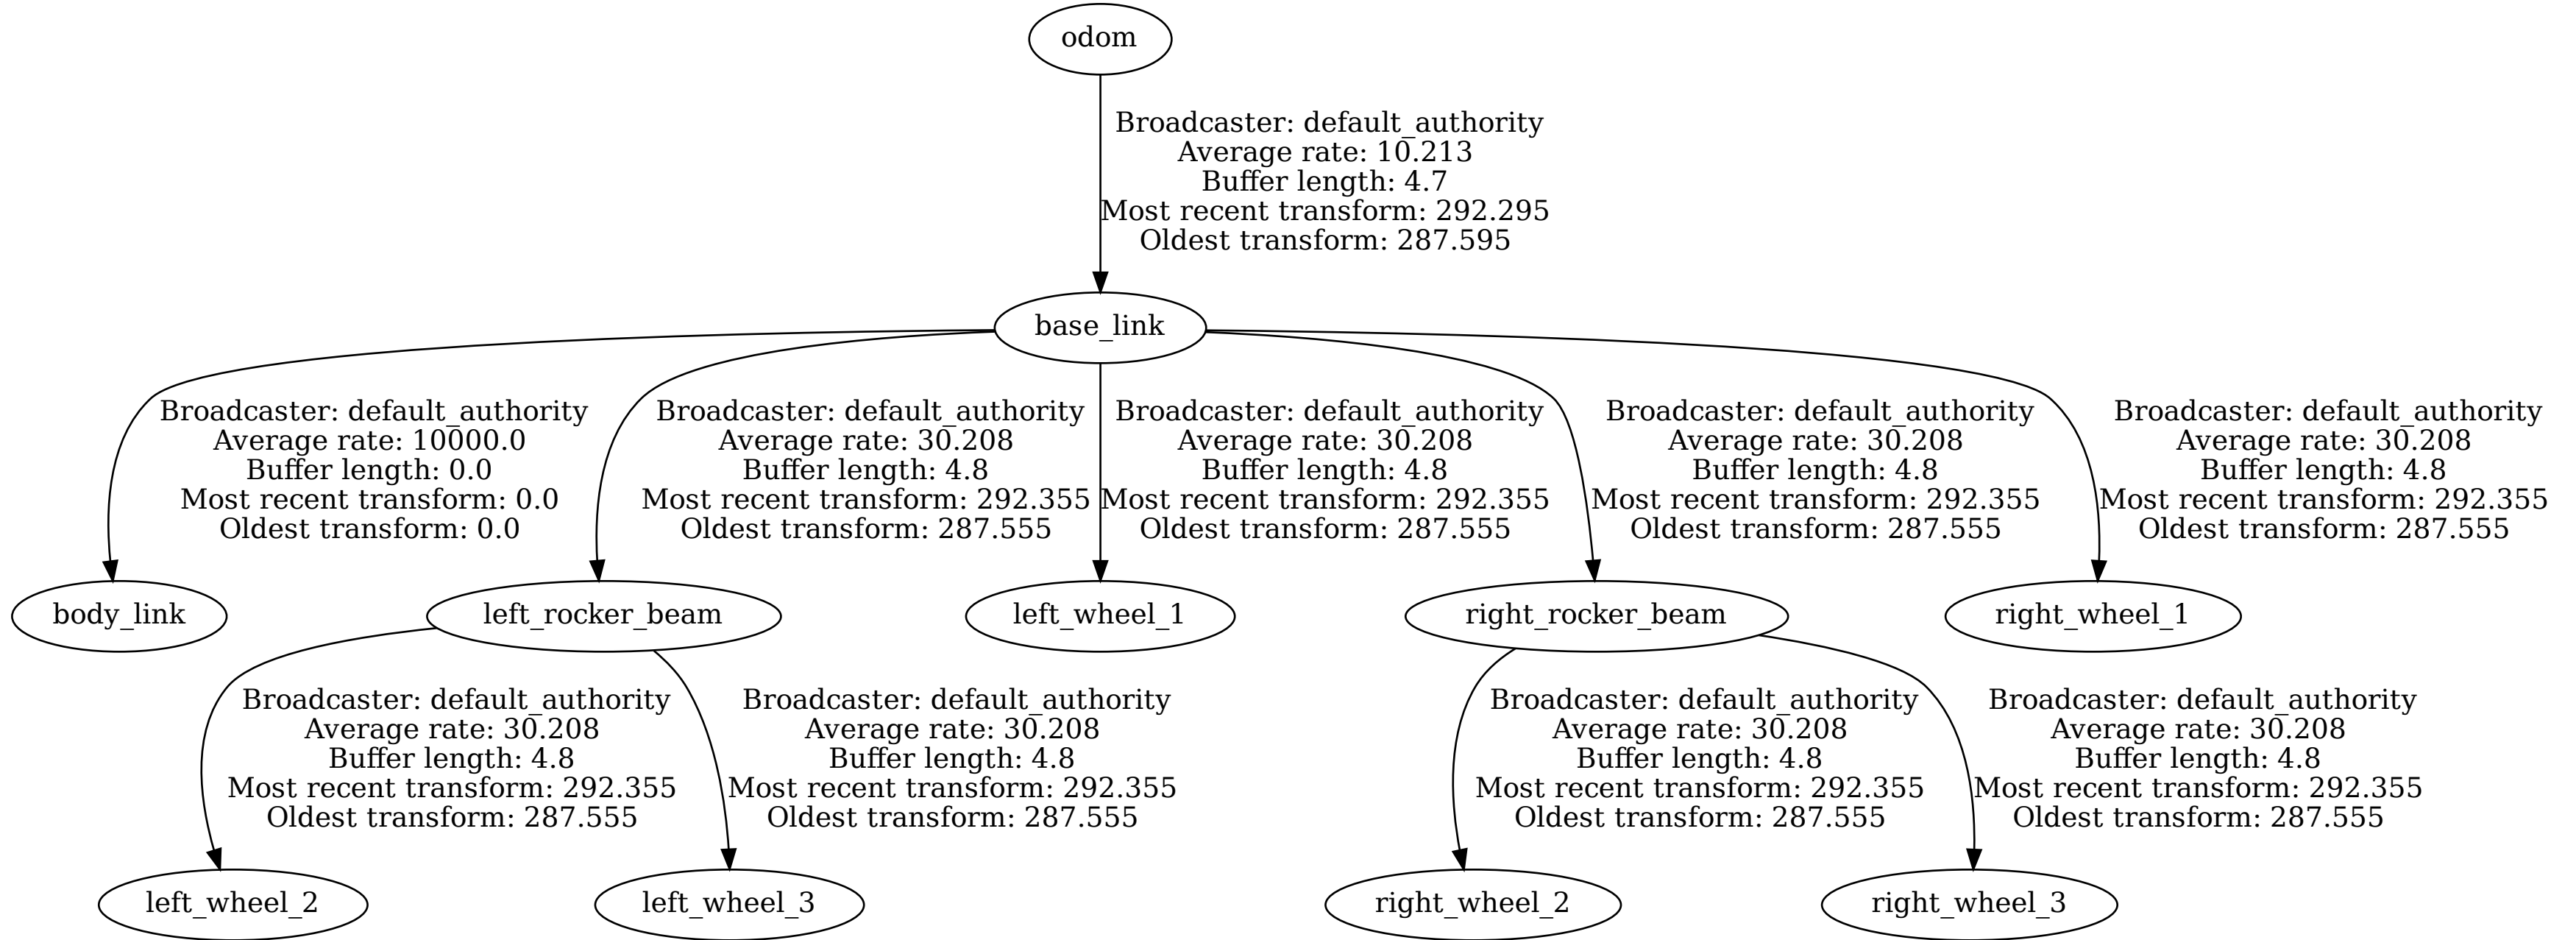 odom
Broadcaster: default_authority
Average rate: 10.213
Buffer length: 4.7
Most recent transform: 292.295
Oldest transform: 287.595
base_link
Broadcaster: default_authority
Average rate: 10000.0
Buffer length: 0.0
Most recent transform: 0.0
Oldest transform: 0.0
Broadcaster: default_authority
Average rate: 30.208
Buffer length: 4.8
Most recent transform: 292.355
Oldest transform: 287.555
Broadcaster: default_authority
Average rate: 30.208
Buffer length: 4.8
Most recent transform: 292.355
Oldest transform: 287.555
Broadcaster: default_authority
Average rate: 30.208
Buffer length: 4.8
Most recent transform: 292.355
Oldest transform: 287.555
Broadcaster: default_authority
Average rate: 30.208
Buffer length: 4.8
Most recent transform: 292.355
Oldest transform: 287.555
body_link
left_rocker_beam
left_wheel_1
right_rocker_beam
right_wheel_1
Broadcaster: default_authority
Average rate: 30.208
Buffer length: 4.8
Most recent transform: 292.355
Oldest transform: 287.555
Broadcaster: default_authority
Average rate: 30.208
Buffer length: 4.8
Most recent transform: 292.355
Oldest transform: 287.555
Broadcaster: default_authority
Average rate: 30.208
Buffer length: 4.8
Most recent transform: 292.355
Oldest transform: 287.555
Broadcaster: default_authority
Average rate: 30.208
Buffer length: 4.8
Most recent transform: 292.355
Oldest transform: 287.555
left_wheel_2
left_wheel_3
right_wheel_2
right_wheel_3